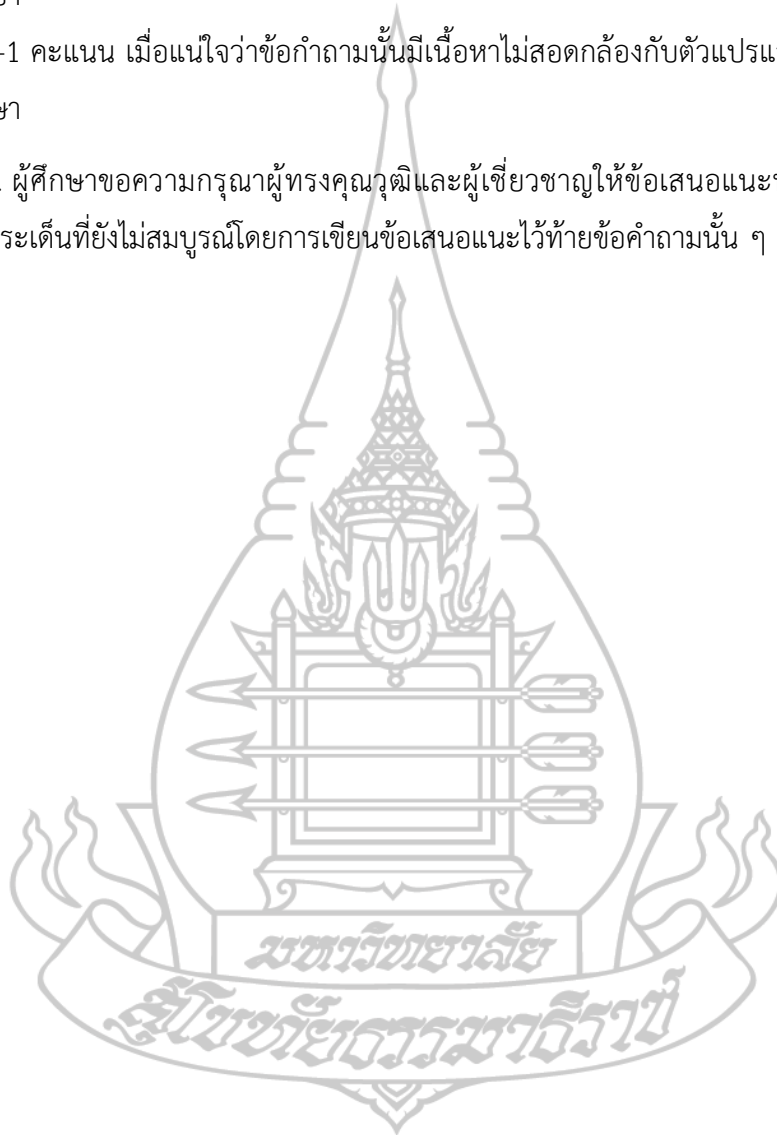 -1 คะแนน เมื่อแน่ใจว่าข้อกำถามนั้นมีเนื้อหาไม่สอดกล้องกับตัวแปร
ผู้ศึกษาขอความกรุณาผู้ทรงคุณวุฒิและผู้เชี่ยวชาญให้ข้อเสนอแนะ
ระเด็นที่ยังไม่สมบูรณ์โดยการเขียนข้อเสนอแนะไว้ท้ายข้อคำถามนั้น ๆ
มหาวิทยาลัย
สุโขทัยธรรมาธิราช